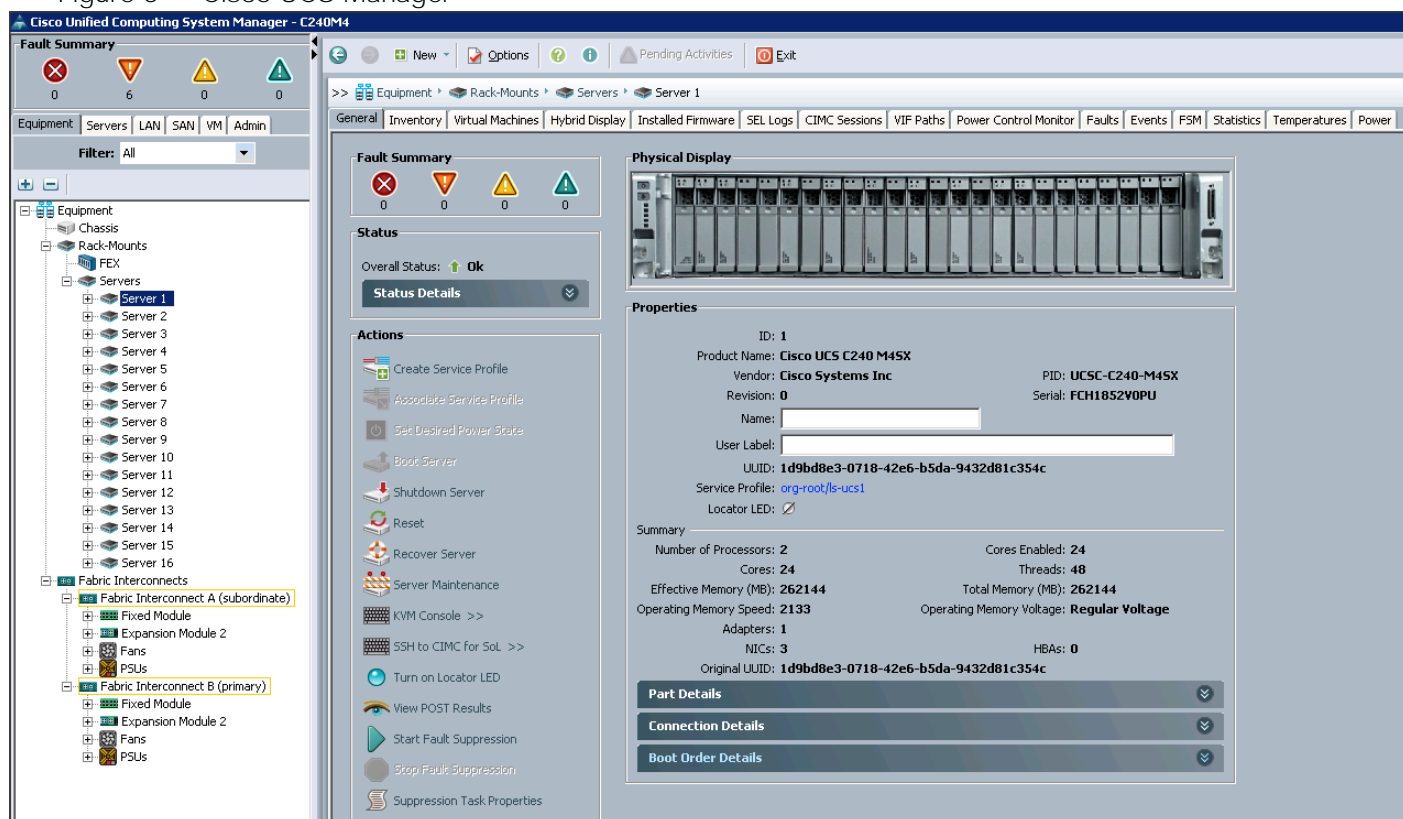 Cisco Unified Computing System Manager - C240M4
Fault Summary
0 6 0 0
Equipment Servers LAN SAN VM Admin
Filter: All
Equipment
Chassis
Rack-Mounts
FEX
Servers
Server 1
Server 2
Server 3
Server 4
Server 5
Server 6
Server 7
Server 8
Server 9
Server 10
Server 11
Server 12
Server 13
Server 14
Server 15
Server 16
Fabric Interconnects
Fabric Interconnect A (subordinate)
Fixed Module
Expansion Module 2
Fans
PSUs
Fabric Interconnect B (primary)
Fixed Module
Expansion Module 2
Fans
PSUs
New Options Pending Activities Exit
>> Equipment Rack-Mounts Servers Server 1
General Inventory Virtual Machines Hybrid Display Installed Firmware SEL Logs CIMC Sessions VIF Paths Power Control Monitor Faults Events FSM Statistics Temperatures Power
Fault Summary
0 0 0 0
Status
Overall Status: Ok
Status Details
Actions
Create Service Profile
Associate Service Profile
Set Desired Power State
Boot Server
Shutdown Server
Reset
Recover Server
Server Maintenance
KVM Console >>
SSH to CIMC for SoL >>
Turn on Locator LED
View POST Results
Start Fault Suppression
Stop Fault Suppression
Suppression Task Properties
Physical Display
Properties
ID: 1
Product Name: Cisco UCS C240 M4SX
Vendor: Cisco Systems Inc PID: UCSC-C240-M4SX
Revision: 0 Serial: FCH1852V0PU
Name:
User Label:
UUID: 1d9bd8e3-0718-42e6-b5da-9432d81c354c
Service Profile: org-root/ls-ucs1
Locator LED:
Summary
Number of Processors: 2 Cores Enabled: 24
Cores: 24 Threads: 48
Effective Memory (MB): 262144 Total Memory (MB): 262144
Operating Memory Speed: 2133 Operating Memory Voltage: Regular Voltage
Adapters: 1
NICs: 3 HBAs: 0
Original UUID: 1d9bd8e3-0718-42e6-b5da-9432d81c354c
Part Details
Connection Details
Boot Order Details